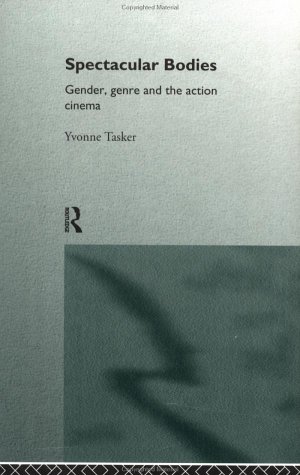 Copyrighted Material
Spectacular Bodies
Gender, genre and the action
cinema
Yvonne Tasker
R
ROUTLEDGE
Copyrighted Material